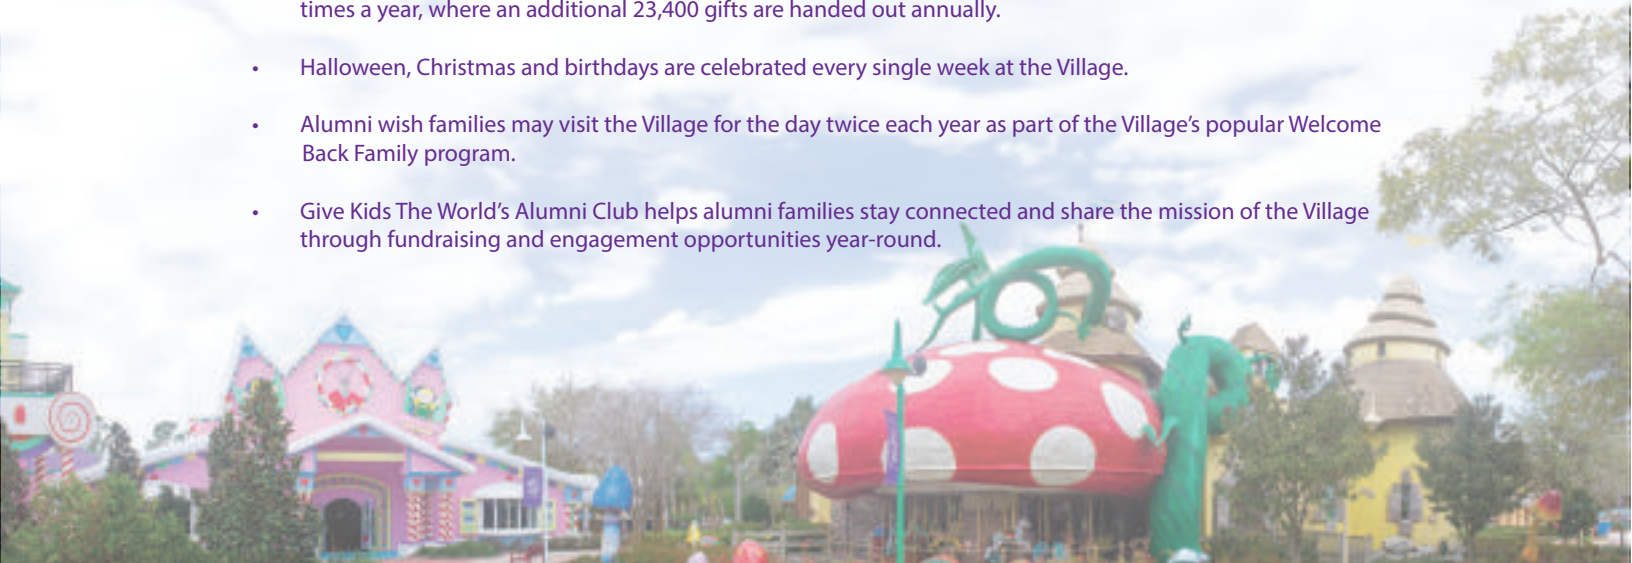 times a year, where an additional 23,400 gifts are handed out annually.
• Halloween, Christmas and birthdays are celebrated every single week at the Village.
• Alumni wish families may visit the Village for the day twice each year as part of the Village's popular Welcome
Back Family program.
• Give Kids The World's Alumni Club helps alumni families stay connected and share the mission of the Village
through fundraising and engagement opportunities year-round.